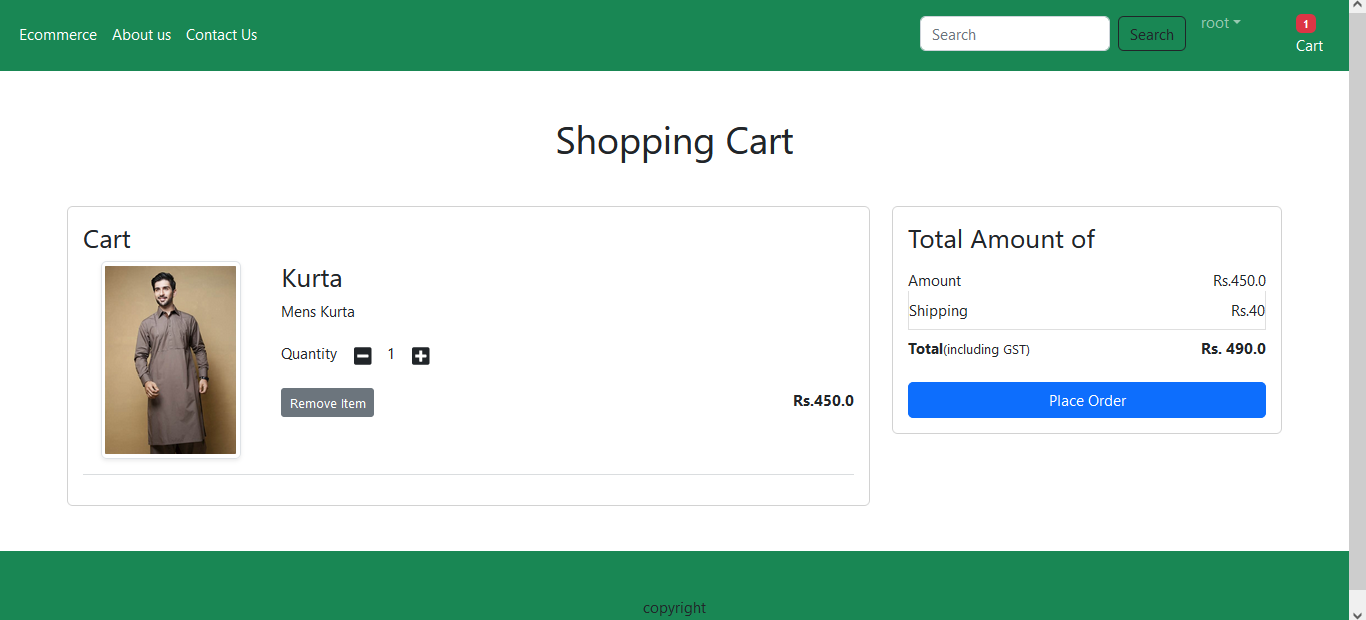 Ecommerce About us Contact Us Search Search root 1
Cart
Shopping Cart
Cart
Kurta
Mens Kurta
Quantity 1
Remove Item Rs.450.0
Total Amount of
Amount Rs.450.0
Shipping Rs.40
Total(including GST) Rs. 490.0
Place Order
copyright